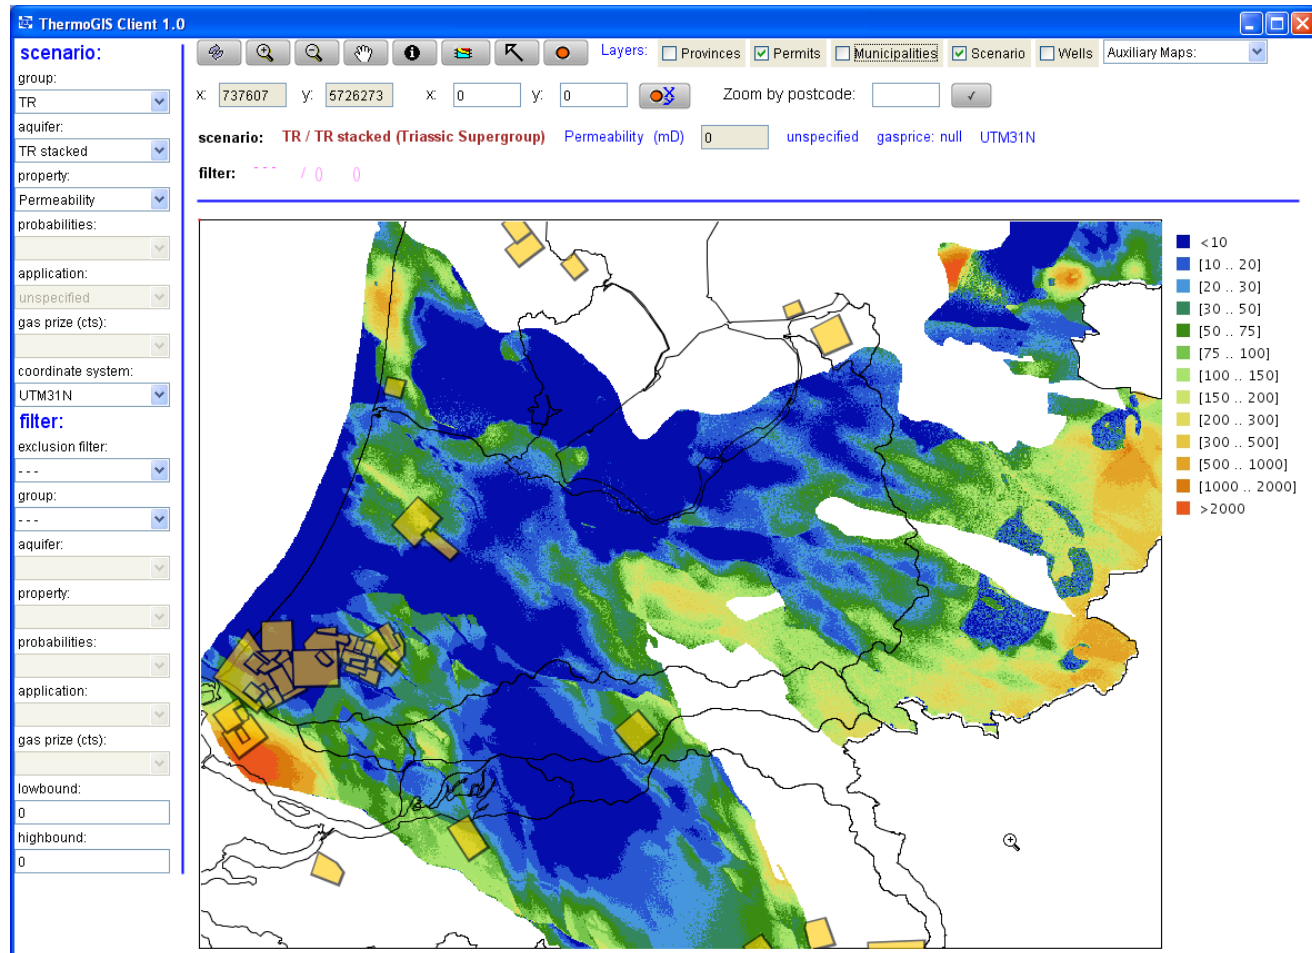 ThermoGIS Client 1.0
scenario:
group:
TR
aquifer:
TR stacked
property:
Permeability
probabilities:
application:
unspecified
gas prize (cts):
coordinate system:
UTM31N
filter:
exclusion filter:
- - -
group:
- - -
aquifer:
property:
probabilities:
application:
gas prize (cts):
lowbound:
0
highbound:
0
Layers: Provinces Permits Municipalities Scenario Wells Auxiliary Maps:
x: 737607 y: 5726273 x: 0 y: 0 XY Zoom by postcode: ✓
scenario: TR / TR stacked (Triassic Supergroup) Permeability (mD) 0 unspecified gasprice: null UTM31N
filter: - - - / () ()
<10
[10 .. 20]
[20 .. 30]
[30 .. 50]
[50 .. 75]
[75 .. 100]
[100 .. 150]
[150 .. 200]
[200 .. 300]
[300 .. 500]
[500 .. 1000]
[1000 .. 2000]
>2000